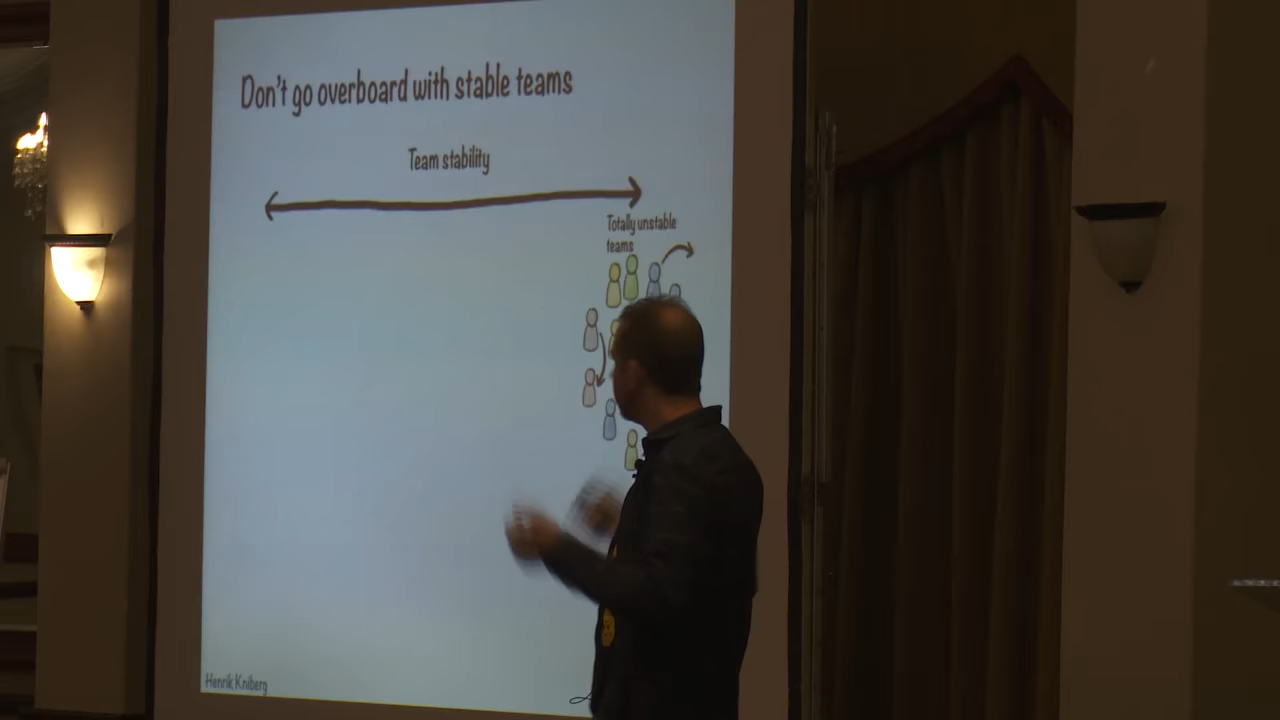 Don't go overboard with stable teams
Team stability
Totally unstable
teams
Henrik Kniberg